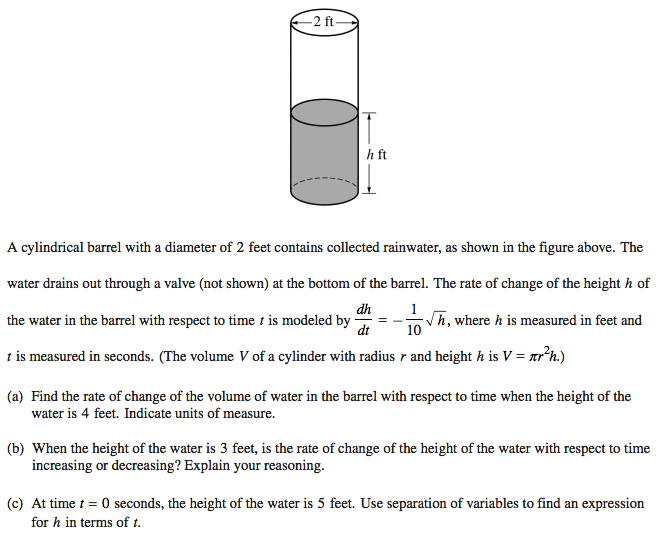 2 ft
h ft
A cylindrical barrel with a diameter of 2 feet contains collected rainwater, as shown in the figure above. The
water drains out through a valve (not shown) at the bottom of the barrel. The rate of change of the height h of
the water in the barrel with respect to time t is modeled by dh/dt = −1/10 √h, where h is measured in feet and
t is measured in seconds. (The volume V of a cylinder with radius r and height h is V = πr²h.)
(a) Find the rate of change of the volume of water in the barrel with respect to time when the height of the
water is 4 feet. Indicate units of measure.
(b) When the height of the water is 3 feet, is the rate of change of the height of the water with respect to time
increasing or decreasing? Explain your reasoning.
(c) At time t = 0 seconds, the height of the water is 5 feet. Use separation of variables to find an expression
for h in terms of t.